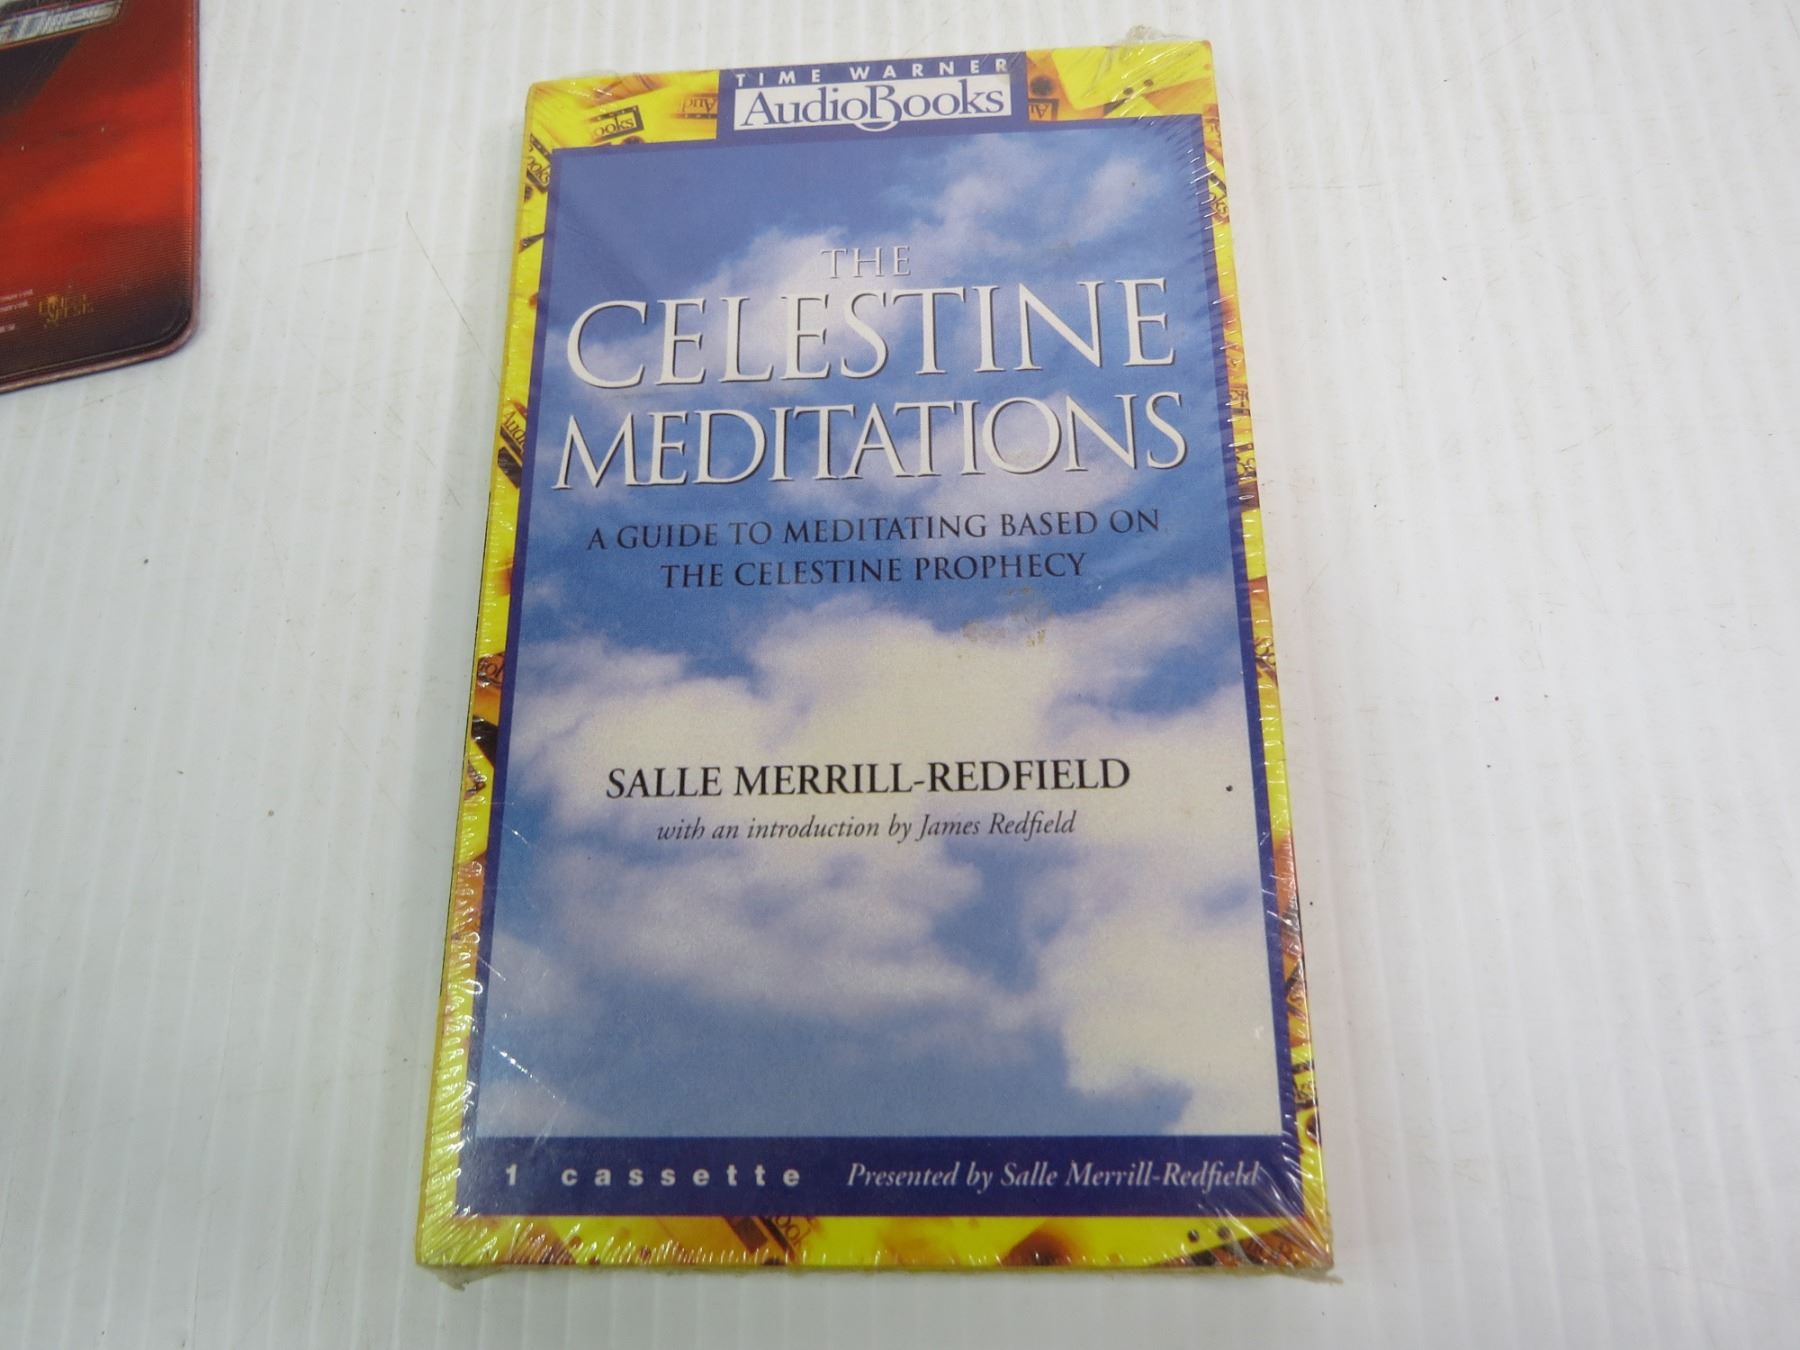 TIME WARNER
AudioBooks
THE
CELESTINE
MEDITATIONS
A GUIDE TO MEDITATING BASED ON
THE CELESTINE PROPHECY
SALLE MERRILL-REDFIELD
with an introduction by James Redfield
1 cassette Presented by Salle Merrill-Redfield